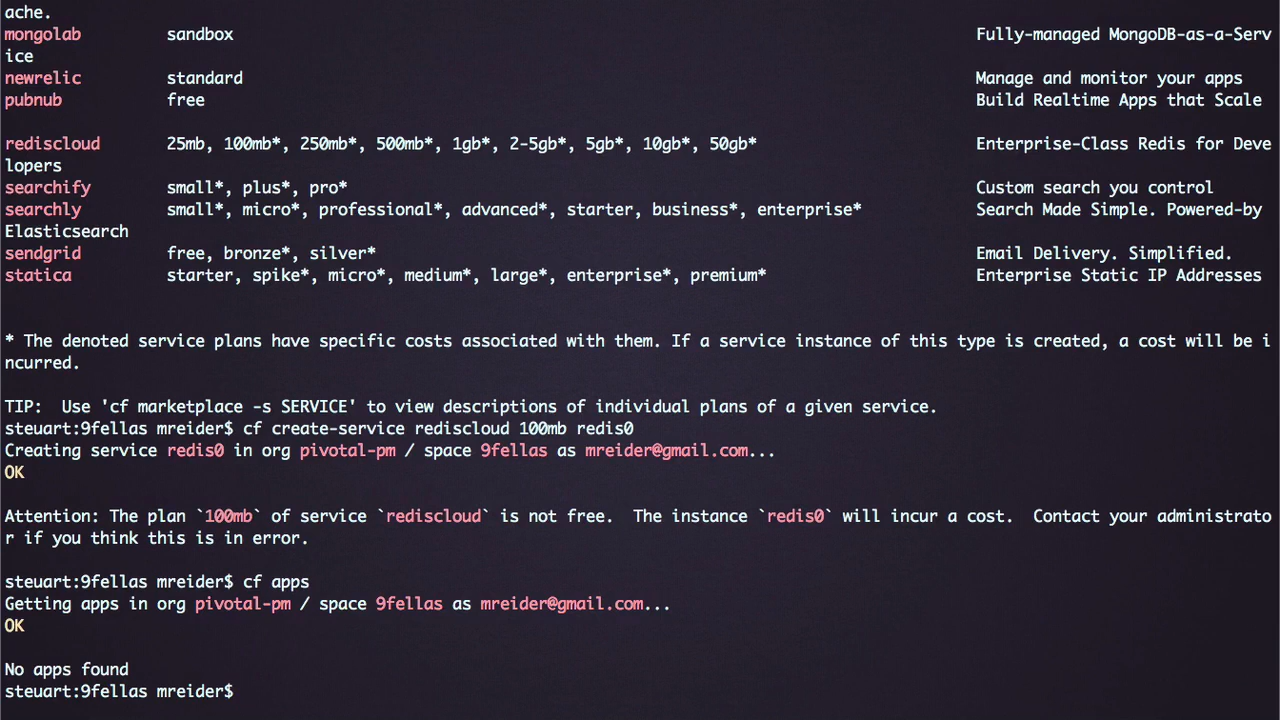 ache.
mongolab         sandbox                                                                              Fully-managed MongoDB-as-a-Serv
ice
newrelic         standard                                                                             Manage and monitor your apps
pubnub           free                                                                                 Build Realtime Apps that Scale
rediscloud       25mb, 100mb*, 250mb*, 500mb*, 1gb*, 2-5gb*, 5gb*, 10gb*, 50gb*                       Enterprise-Class Redis for Deve
lopers
searchify        small*, plus*, pro*                                                                  Custom search you control
searchly         small*, micro*, professional*, advanced*, starter, business*, enterprise*            Search Made Simple. Powered-by
Elasticsearch
sendgrid         free, bronze*, silver*                                                               Email Delivery. Simplified.
statica          starter, spike*, micro*, medium*, large*, enterprise*, premium*                      Enterprise Static IP Addresses
* The denoted service plans have specific costs associated with them. If a service instance of this type is created, a cost will be i
ncurred.
TIP:  Use 'cf marketplace -s SERVICE' to view descriptions of individual plans of a given service.
steuart:9fellas mreider$ cf create-service rediscloud 100mb redis0
Creating service redis0 in org pivotal-pm / space 9fellas as mreider@gmail.com...
OK
Attention: The plan `100mb` of service `rediscloud` is not free.  The instance `redis0` will incur a cost.  Contact your administrato
r if you think this is in error.
steuart:9fellas mreider$ cf apps
Getting apps in org pivotal-pm / space 9fellas as mreider@gmail.com...
OK
No apps found
steuart:9fellas mreider$